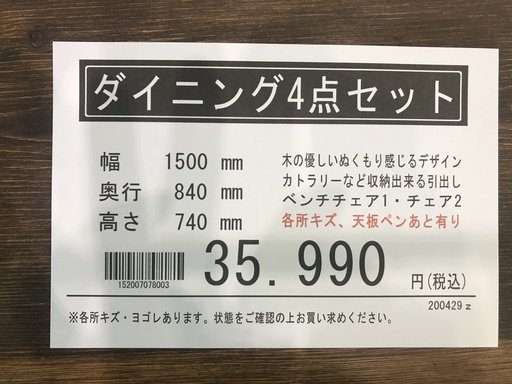 ダイニング4点セット
幅 1500 mm
奥行 840 mm
高さ 740 mm
木の優しいぬくもり感じるデザイン
カトラリーなど収納出来る引出し
ベンチチェア1・チェア2
各所キズ、天板ペンあと有り
152007078003
35.990 円(税込)
200429z
※各所キズ・ヨゴレあります。状態をご確認の上お買い求めください。